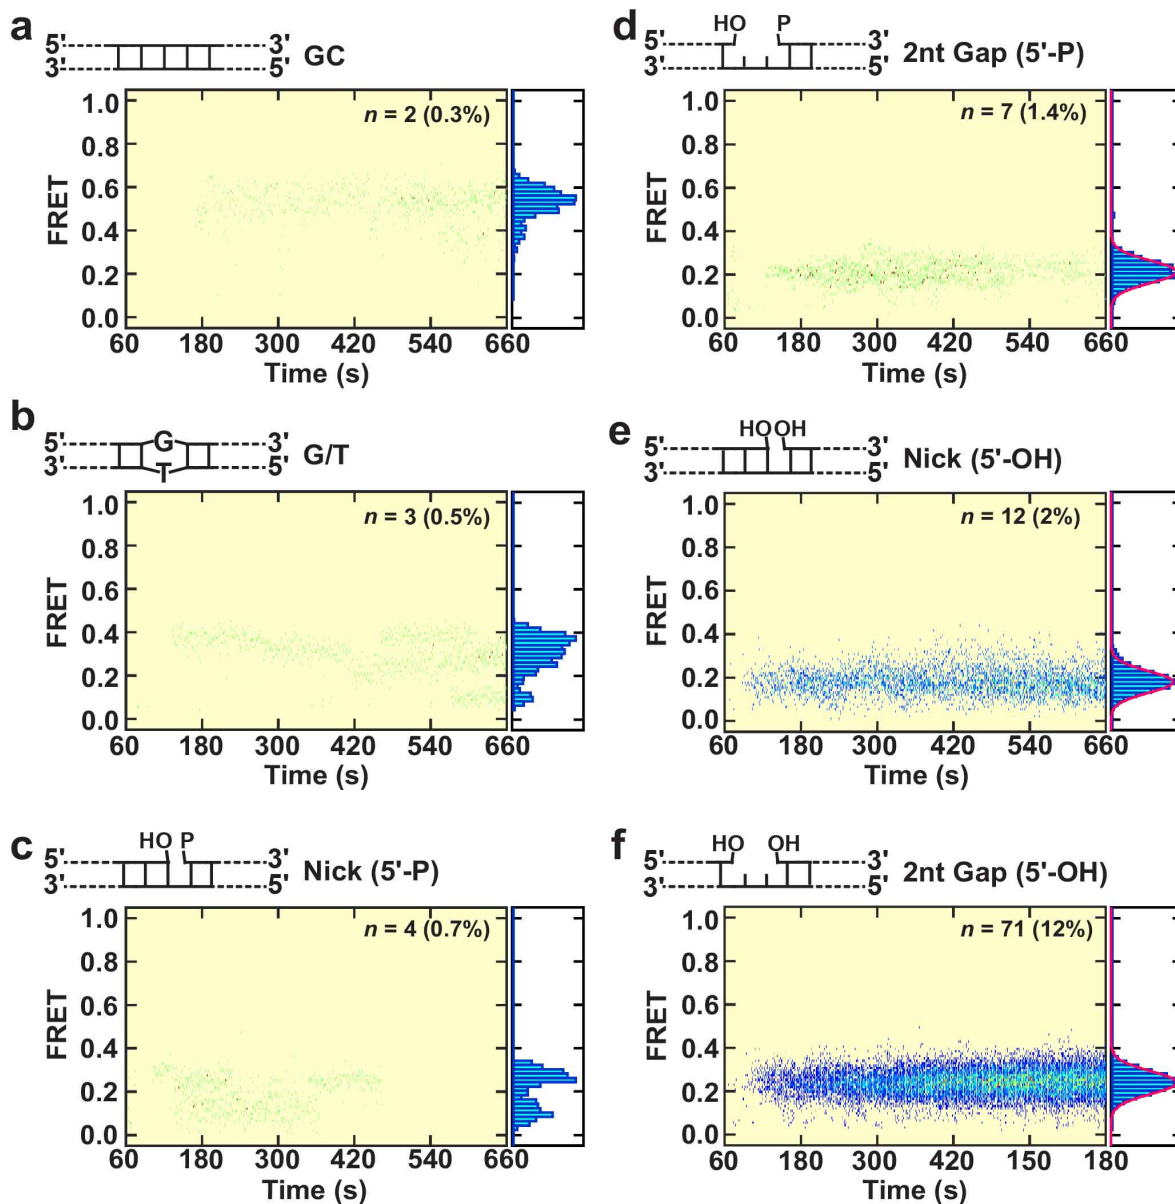 a
5' 3'
3' 5'
GC
n = 2 (0.3%)
1.0
0.8
0.6
0.4
0.2
0.0
FRET
60 180 300 420 540 660
Time (s)
b
5' G 3'
3' T 5'
G/T
n = 3 (0.5%)
1.0
0.8
0.6
0.4
0.2
0.0
FRET
60 180 300 420 540 660
Time (s)
c
HO P
5' 3'
3' 5'
Nick (5'-P)
n = 4 (0.7%)
1.0
0.8
0.6
0.4
0.2
0.0
FRET
60 180 300 420 540 660
Time (s)
d
HO P
5' 3'
3' 5'
2nt Gap (5'-P)
n = 7 (1.4%)
1.0
0.8
0.6
0.4
0.2
0.0
FRET
60 180 300 420 540 660
Time (s)
e
HO OH
5' 3'
3' 5'
Nick (5'-OH)
n = 12 (2%)
1.0
0.8
0.6
0.4
0.2
0.0
FRET
60 180 300 420 540 660
Time (s)
f
HO OH
5' 3'
3' 5'
2nt Gap (5'-OH)
n = 71 (12%)
1.0
0.8
0.6
0.4
0.2
0.0
FRET
60 180 300 420 150 180
Time (s)